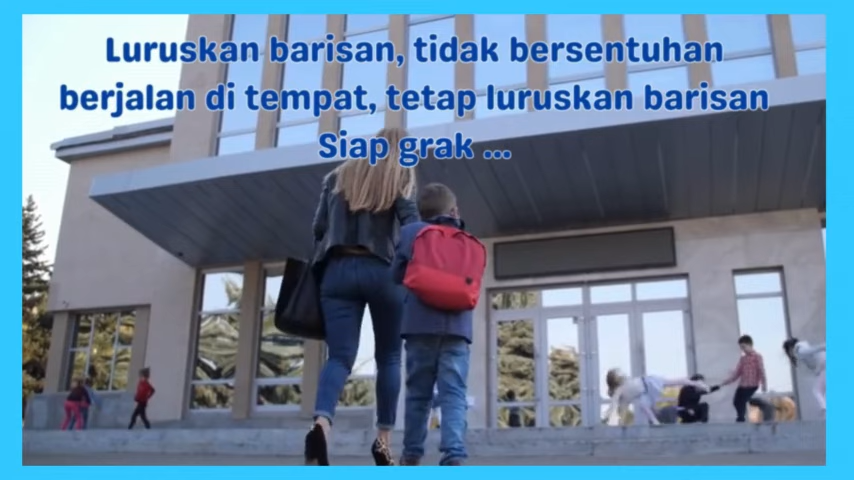 Luruskan barisan, tidak bersentuhan
berjalan di tempat, tetap luruskan barisan
Siap grak ...